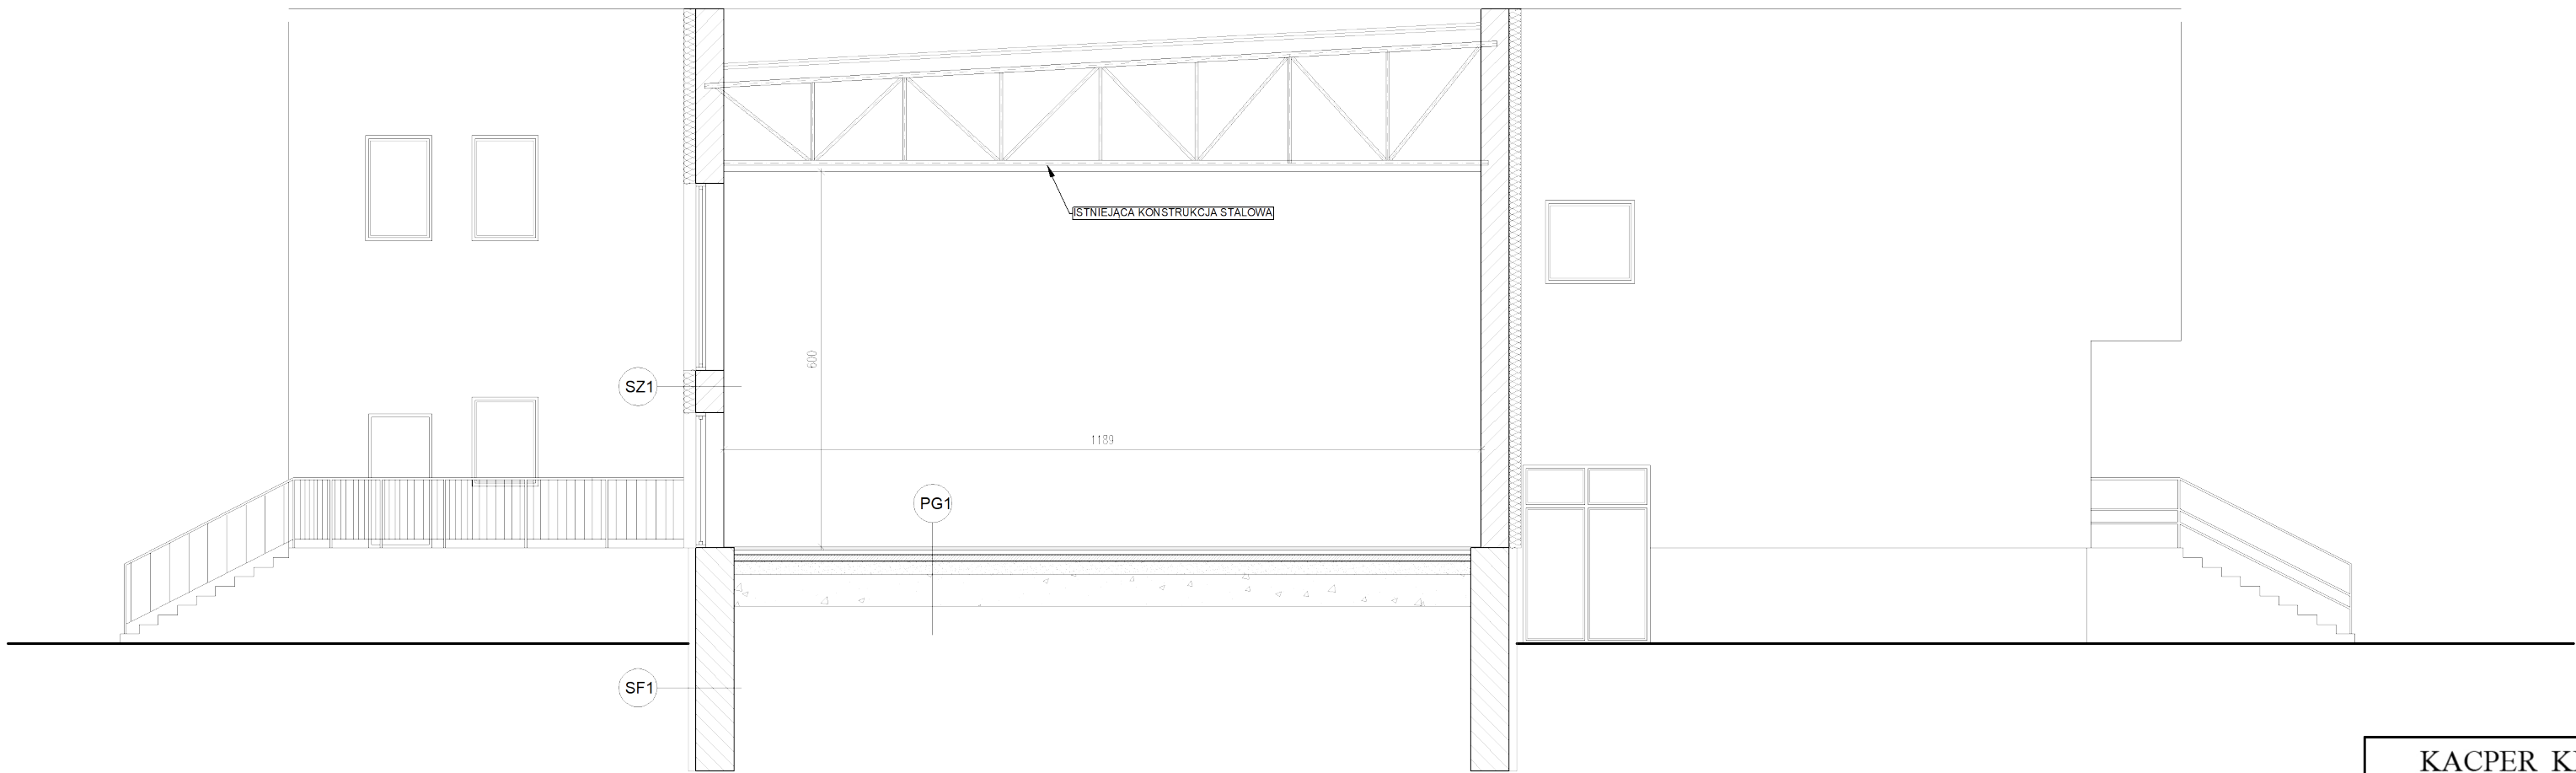 ISTNIEJĄCA KONSTRUKCJA STALOWA
600
SZ1
1189
PG1
SF1
KACPER